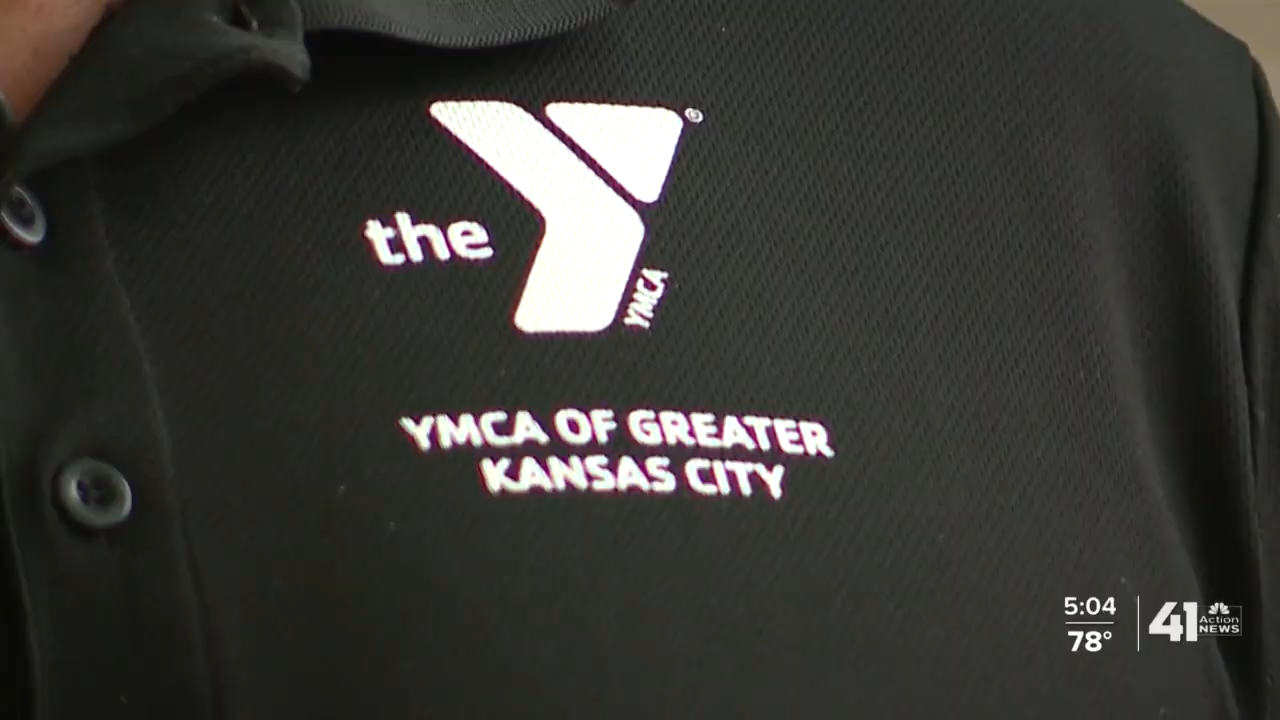 the
YMCA
YMCA OF GREATER
KANSAS CITY
5:04
78°
41
Action
NEWS